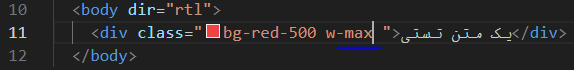 10 <body dir="rtl">
11 <div class="bg-red-500 w-max ">یک متن تستی</div>
12 </body>